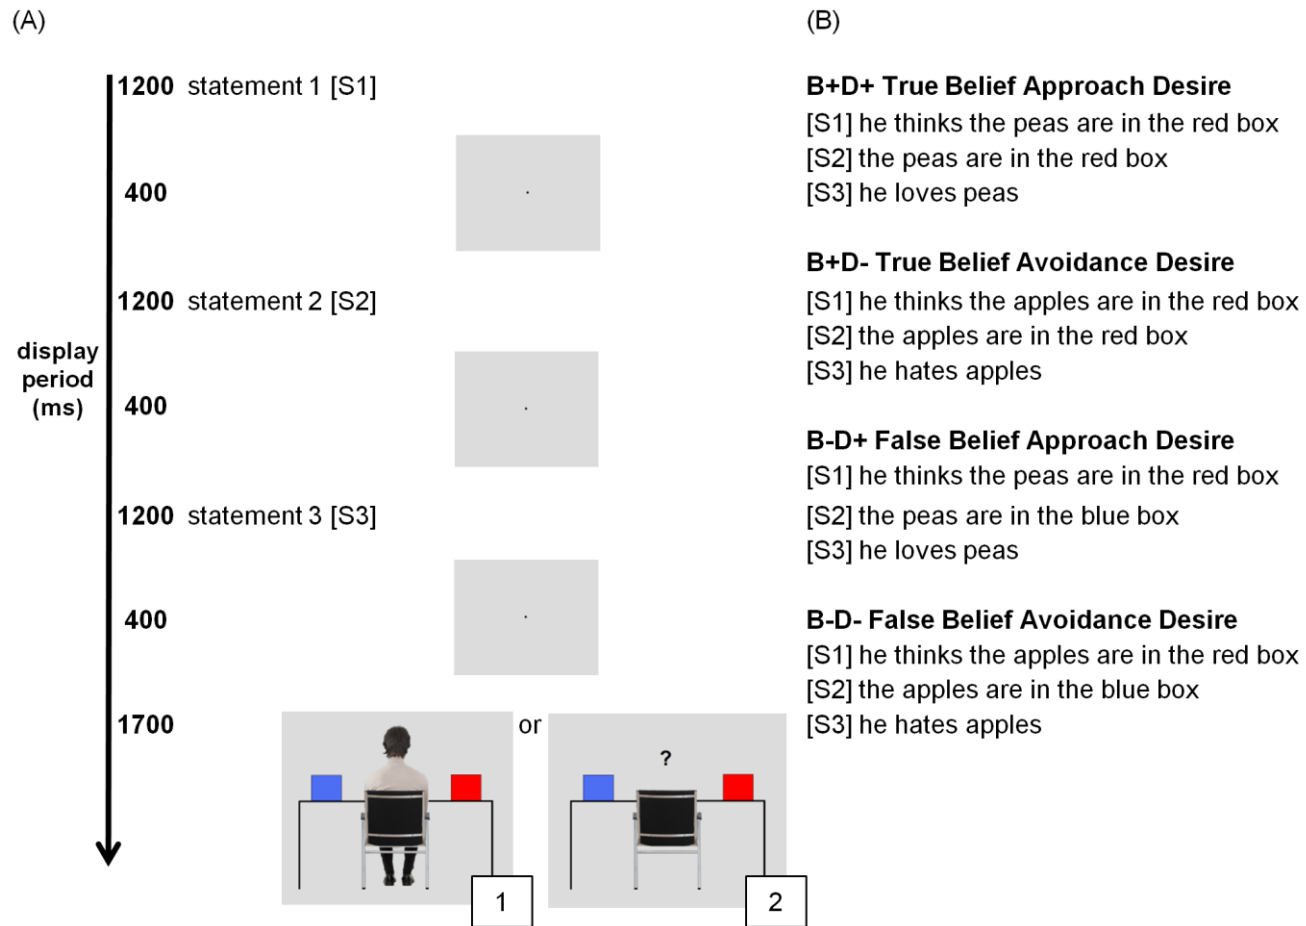 (A)
1200 statement 1 [S1]
400
1200 statement 2 [S2]
display
period
(ms)
400
1200 statement 3 [S3]
400
1700
or
?
1
2
(B)
B+D+ True Belief Approach Desire
[S1] he thinks the peas are in the red box
[S2] the peas are in the red box
[S3] he loves peas
B+D- True Belief Avoidance Desire
[S1] he thinks the apples are in the red box
[S2] the apples are in the red box
[S3] he hates apples
B-D+ False Belief Approach Desire
[S1] he thinks the peas are in the red box
[S2] the peas are in the blue box
[S3] he loves peas
B-D- False Belief Avoidance Desire
[S1] he thinks the apples are in the red box
[S2] the apples are in the blue box
[S3] he hates apples